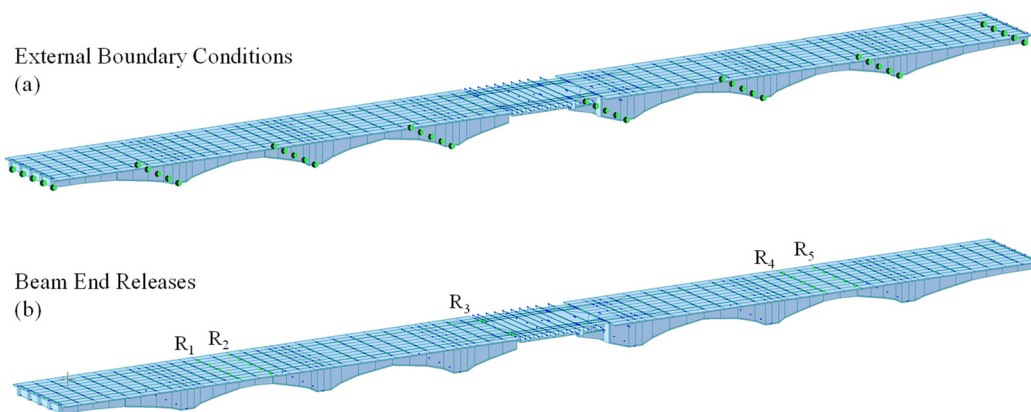 External Boundary Conditions
(a)
Beam End Releases
(b)
R₁
R₂
R₃
R₄
R₅